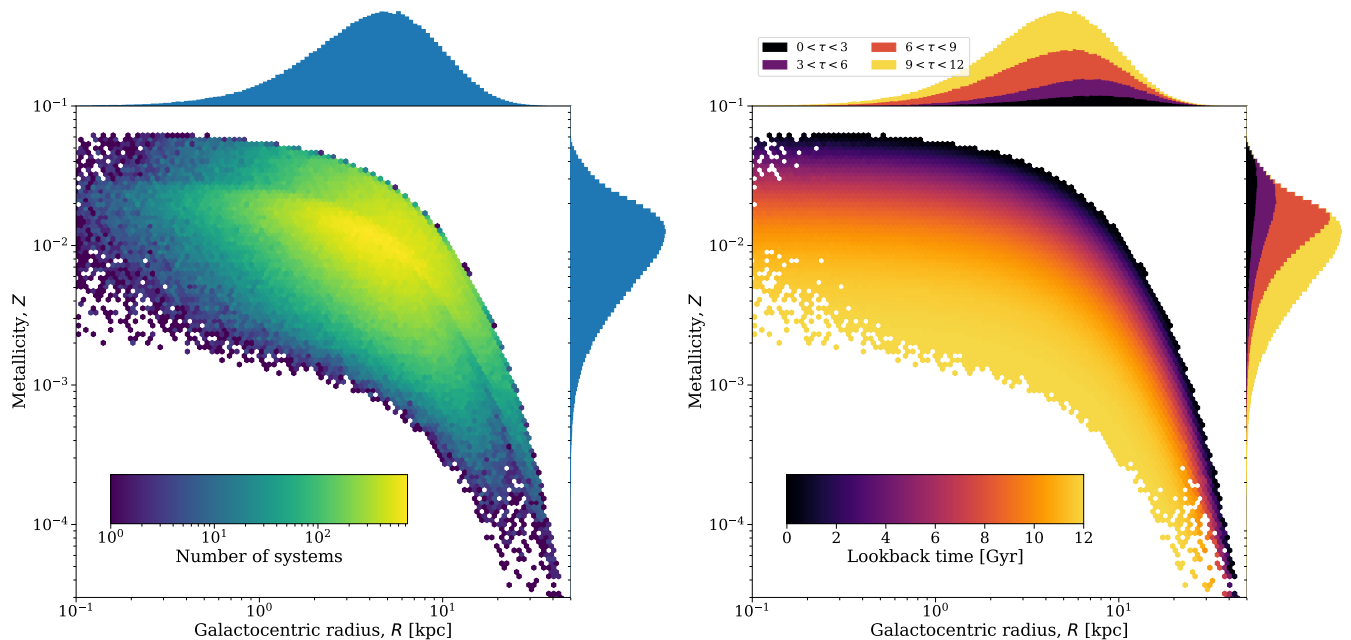 10⁻¹
10⁻²
10⁻³
10⁻⁴
Metallicity, Z
10⁰ 10¹ 10²
Number of systems
10⁻¹ 10⁰ 10¹
Galactocentric radius, R [kpc]
0 < τ < 3 6 < τ < 9
3 < τ < 6 9 < τ < 12
10⁻¹
10⁻²
10⁻³
10⁻⁴
Metallicity, Z
0 2 4 6 8 10 12
Lookback time [Gyr]
10⁻¹ 10⁰ 10¹
Galactocentric radius, R [kpc]